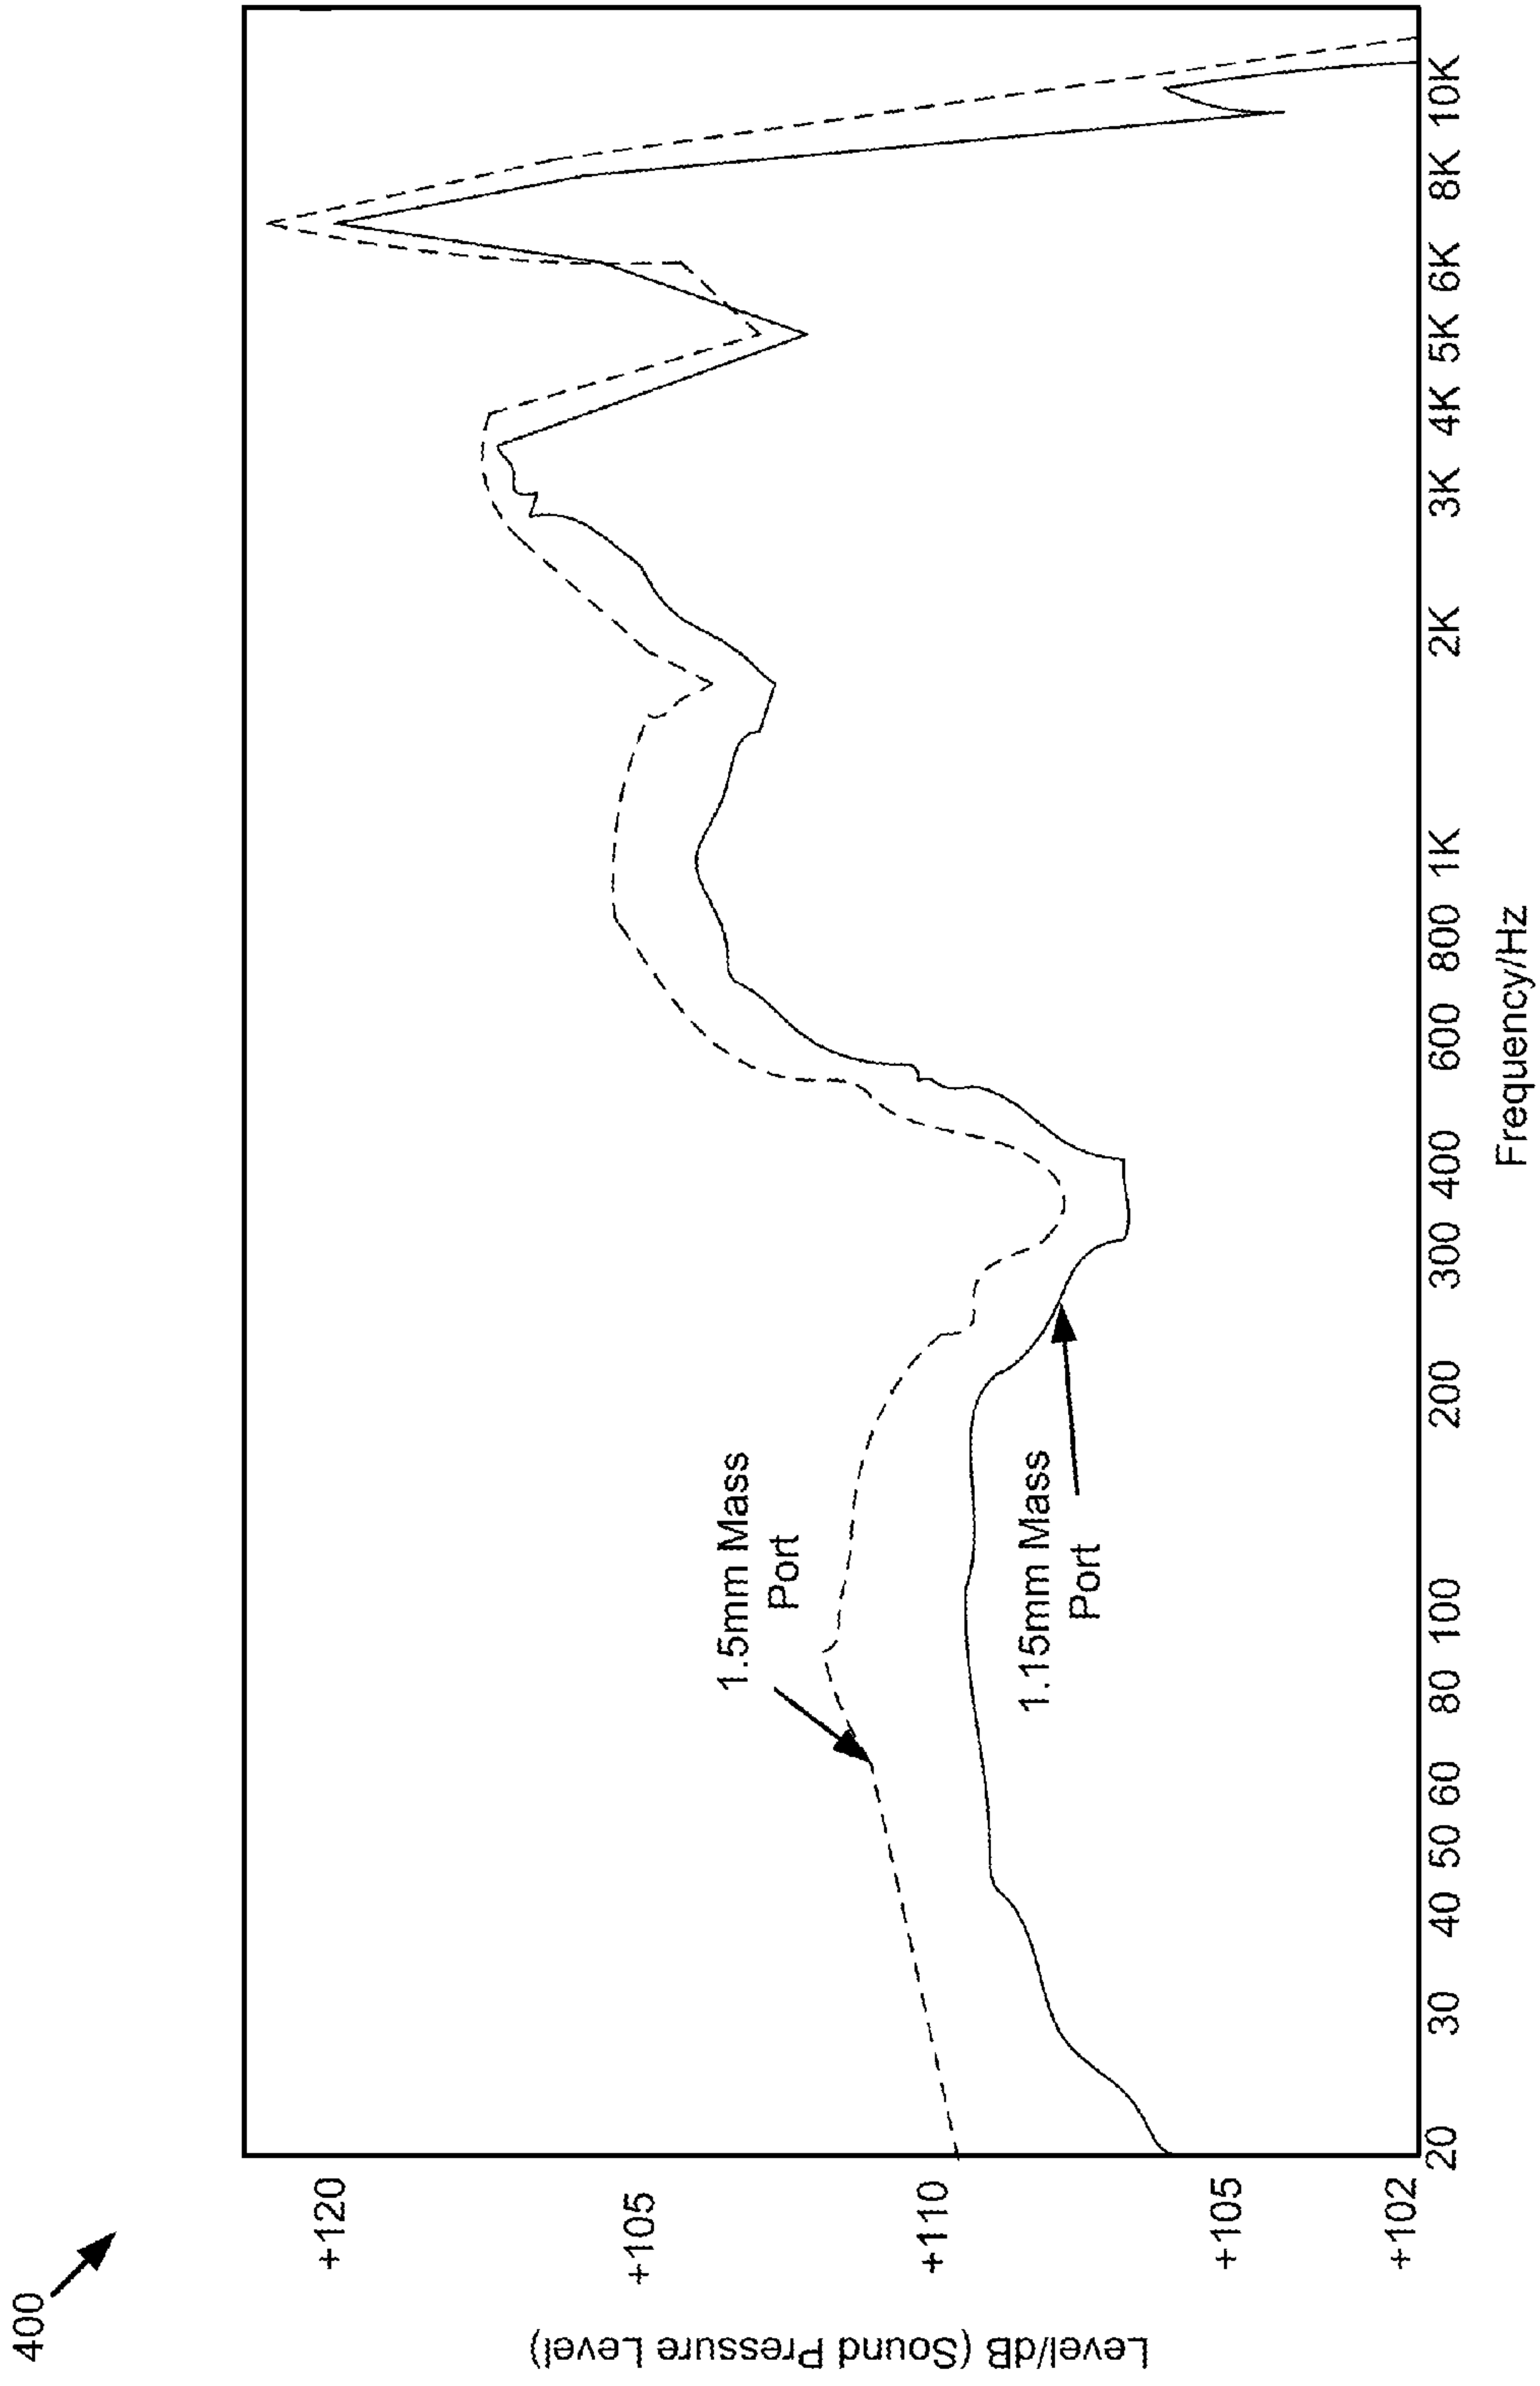 400
Level/dB (Sound Pressure Level)
+120
+105
+110
+105
+102
1.5mm Mass
Port
1.15mm Mass
Port
20 30 40 50 60 80 100 200 300 400 600 800 1K 2K 3K 4K 5K 6K 8K 10K
Frequency/Hz